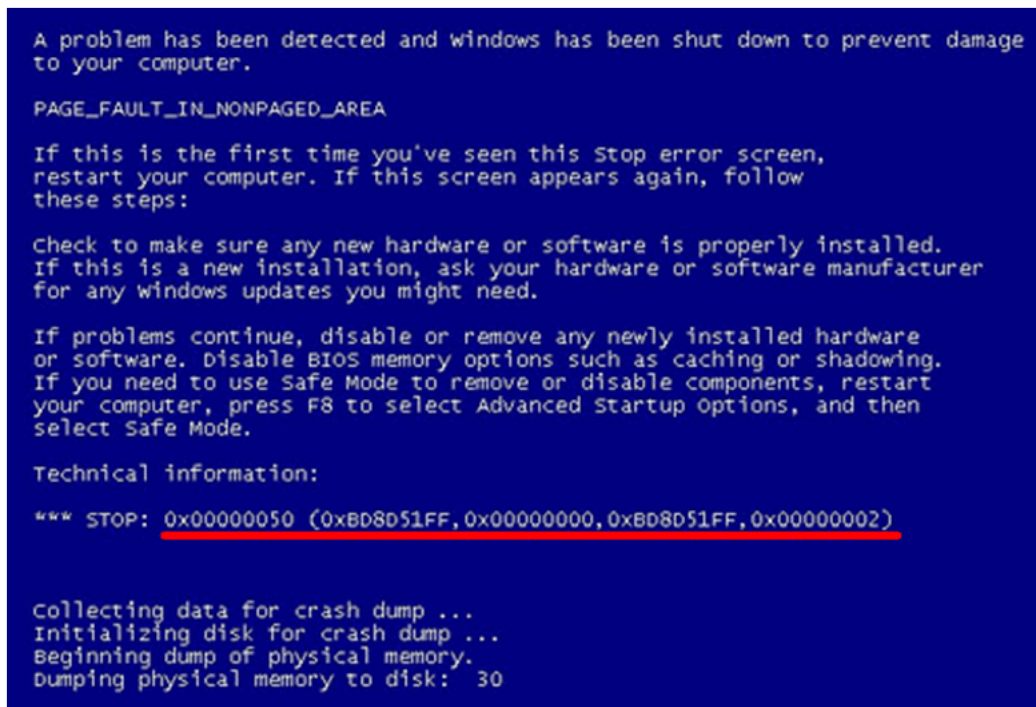 A problem has been detected and Windows has been shut down to prevent damage
to your computer.
PAGE_FAULT_IN_NONPAGED_AREA
If this is the first time you've seen this Stop error screen,
restart your computer. If this screen appears again, follow
these steps:
Check to make sure any new hardware or software is properly installed.
If this is a new installation, ask your hardware or software manufacturer
for any Windows updates you might need.
If problems continue, disable or remove any newly installed hardware
or software. Disable BIOS memory options such as caching or shadowing.
If you need to use Safe Mode to remove or disable components, restart
your computer, press F8 to select Advanced Startup Options, and then
select Safe Mode.
Technical information:
*** STOP: 0x00000050 (0xBD8D51FF,0x00000000,0xBD8D51FF,0x00000002)
Collecting data for crash dump ...
Initializing disk for crash dump ...
Beginning dump of physical memory.
Dumping physical memory to disk: 30